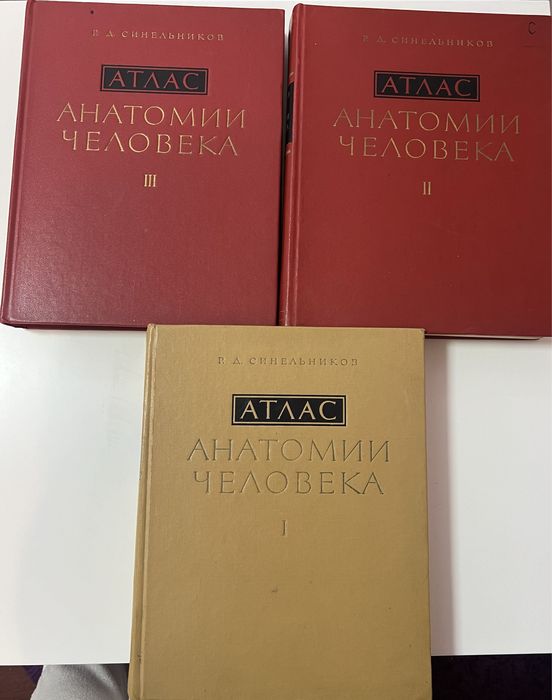 Р. Д. СИНЕЛЬНИКОВ
АТЛАС
АНАТОМИИ
ЧЕЛОВЕКА
III
Р. Д. СИНЕЛЬНИКОВ
АТЛАС
АНАТОМИИ
ЧЕЛОВЕКА
II
С
Р. Д. СИНЕЛЬНИКОВ
АТЛАС
АНАТОМИИ
ЧЕЛОВЕКА
I